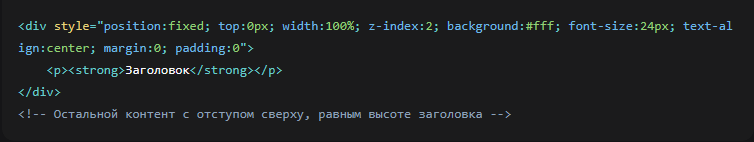 <div style="position:fixed; top:0px; width:100%; z-index:2; background:#fff; font-size:24px; text-al
ign:center; margin:0; padding:0">
    <p><strong>Заголовок</strong></p>
</div>
<!-- Остальной контент с отступом сверху, равным высоте заголовка -->